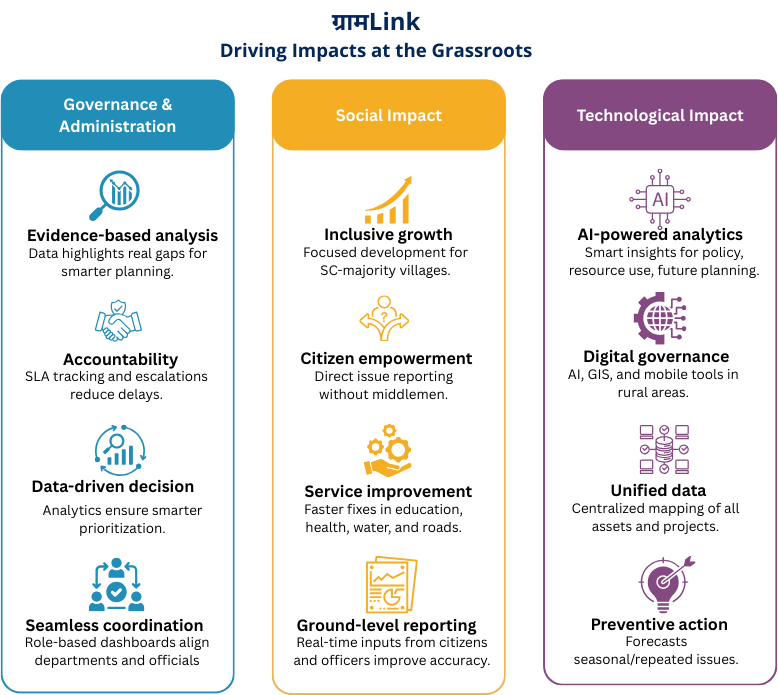 ग्रामLink
Driving Impacts at the Grassroots
Governance &
Administration
Evidence-based analysis
Data highlights real gaps for
smarter planning.
Accountability
SLA tracking and escalations
reduce delays.
Data-driven decision
Analytics ensure smarter
prioritization.
Seamless coordination
Role-based dashboards align
departments and officials
Social Impact
Inclusive growth
Focused development for
SC-majority villages.
?
Citizen empowerment
Direct issue reporting
without middlemen.
Service improvement
Faster fixes in education,
health, water, and roads.
Ground-level reporting
Real-time inputs from citizens
and officers improve accuracy.
Technological Impact
AI
AI-powered analytics
Smart insights for policy,
resource use, future planning.
Digital governance
AI, GIS, and mobile tools in
rural areas.
Unified data
Centralized mapping of all
assets and projects.
Preventive action
Forecasts
seasonal/repeated issues.